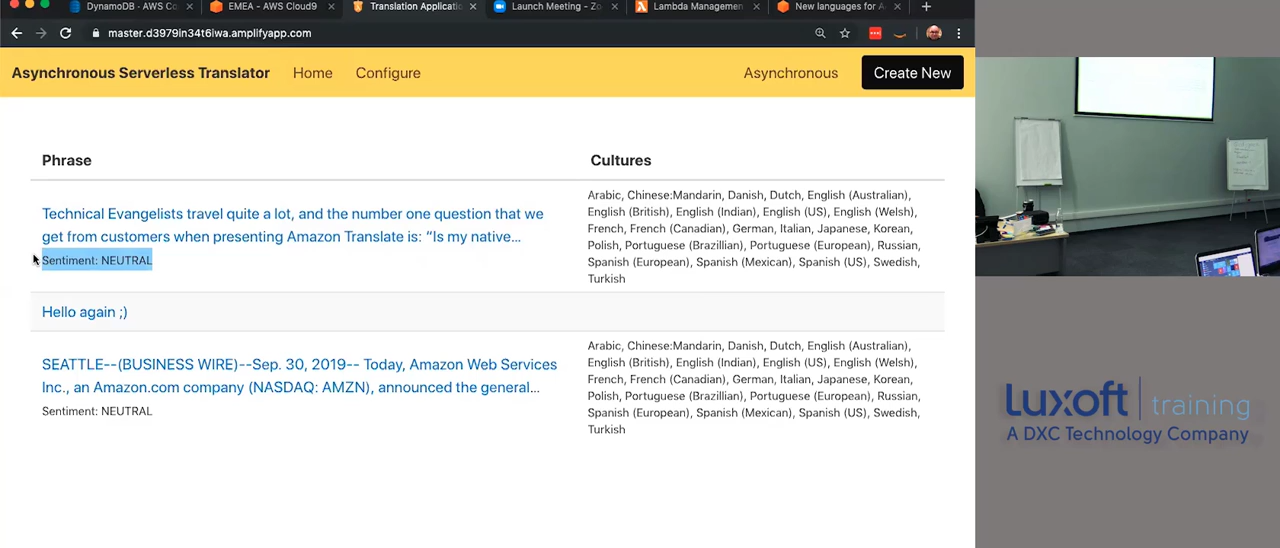 DynamoDB - AWS Co
EMEA - AWS Cloud9
Translation Applicatio
Launch Meeting - Zo
Lambda Managemen
New languages for A
master.d3979in34t6iwa.amplifyapp.com
Asynchronous Serverless Translator
Home
Configure
Asynchronous
Create New
Phrase
Cultures
Technical Evangelists travel quite a lot, and the number one question that we
get from customers when presenting Amazon Translate is: “Is my native...
Sentiment: NEUTRAL
Arabic, Chinese:Mandarin, Danish, Dutch, English (Australian),
English (British), English (Indian), English (US), English (Welsh),
French, French (Canadian), German, Italian, Japanese, Korean,
Polish, Portuguese (Brazillian), Portuguese (European), Russian,
Spanish (European), Spanish (Mexican), Spanish (US), Swedish,
Turkish
Hello again ;)
SEATTLE--(BUSINESS WIRE)--Sep. 30, 2019-- Today, Amazon Web Services
Inc., an Amazon.com company (NASDAQ: AMZN), announced the general...
Sentiment: NEUTRAL
Arabic, Chinese:Mandarin, Danish, Dutch, English (Australian),
English (British), English (Indian), English (US), English (Welsh),
French, French (Canadian), German, Italian, Japanese, Korean,
Polish, Portuguese (Brazillian), Portuguese (European), Russian,
Spanish (European), Spanish (Mexican), Spanish (US), Swedish,
Turkish
luxoft training
A DXC Technology Company